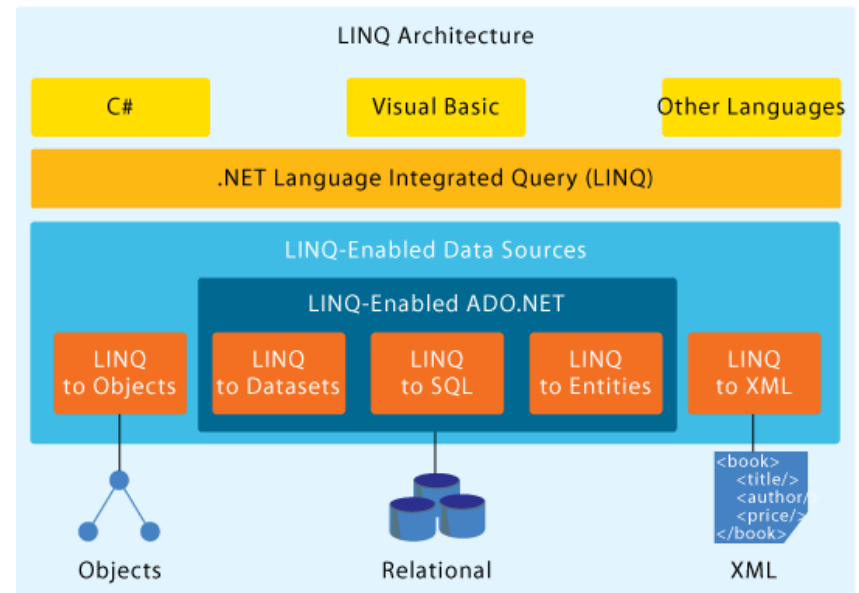 LINQ Architecture
C#
Visual Basic
Other Languages
.NET Language Integrated Query (LINQ)
LINQ-Enabled Data Sources
LINQ-Enabled ADO.NET
LINQ
to Objects
LINQ
to Datasets
LINQ
to SQL
LINQ
to Entities
LINQ
to XML
<book>
<title/>
<author/>
<price/>
</book>
Objects
Relational
XML